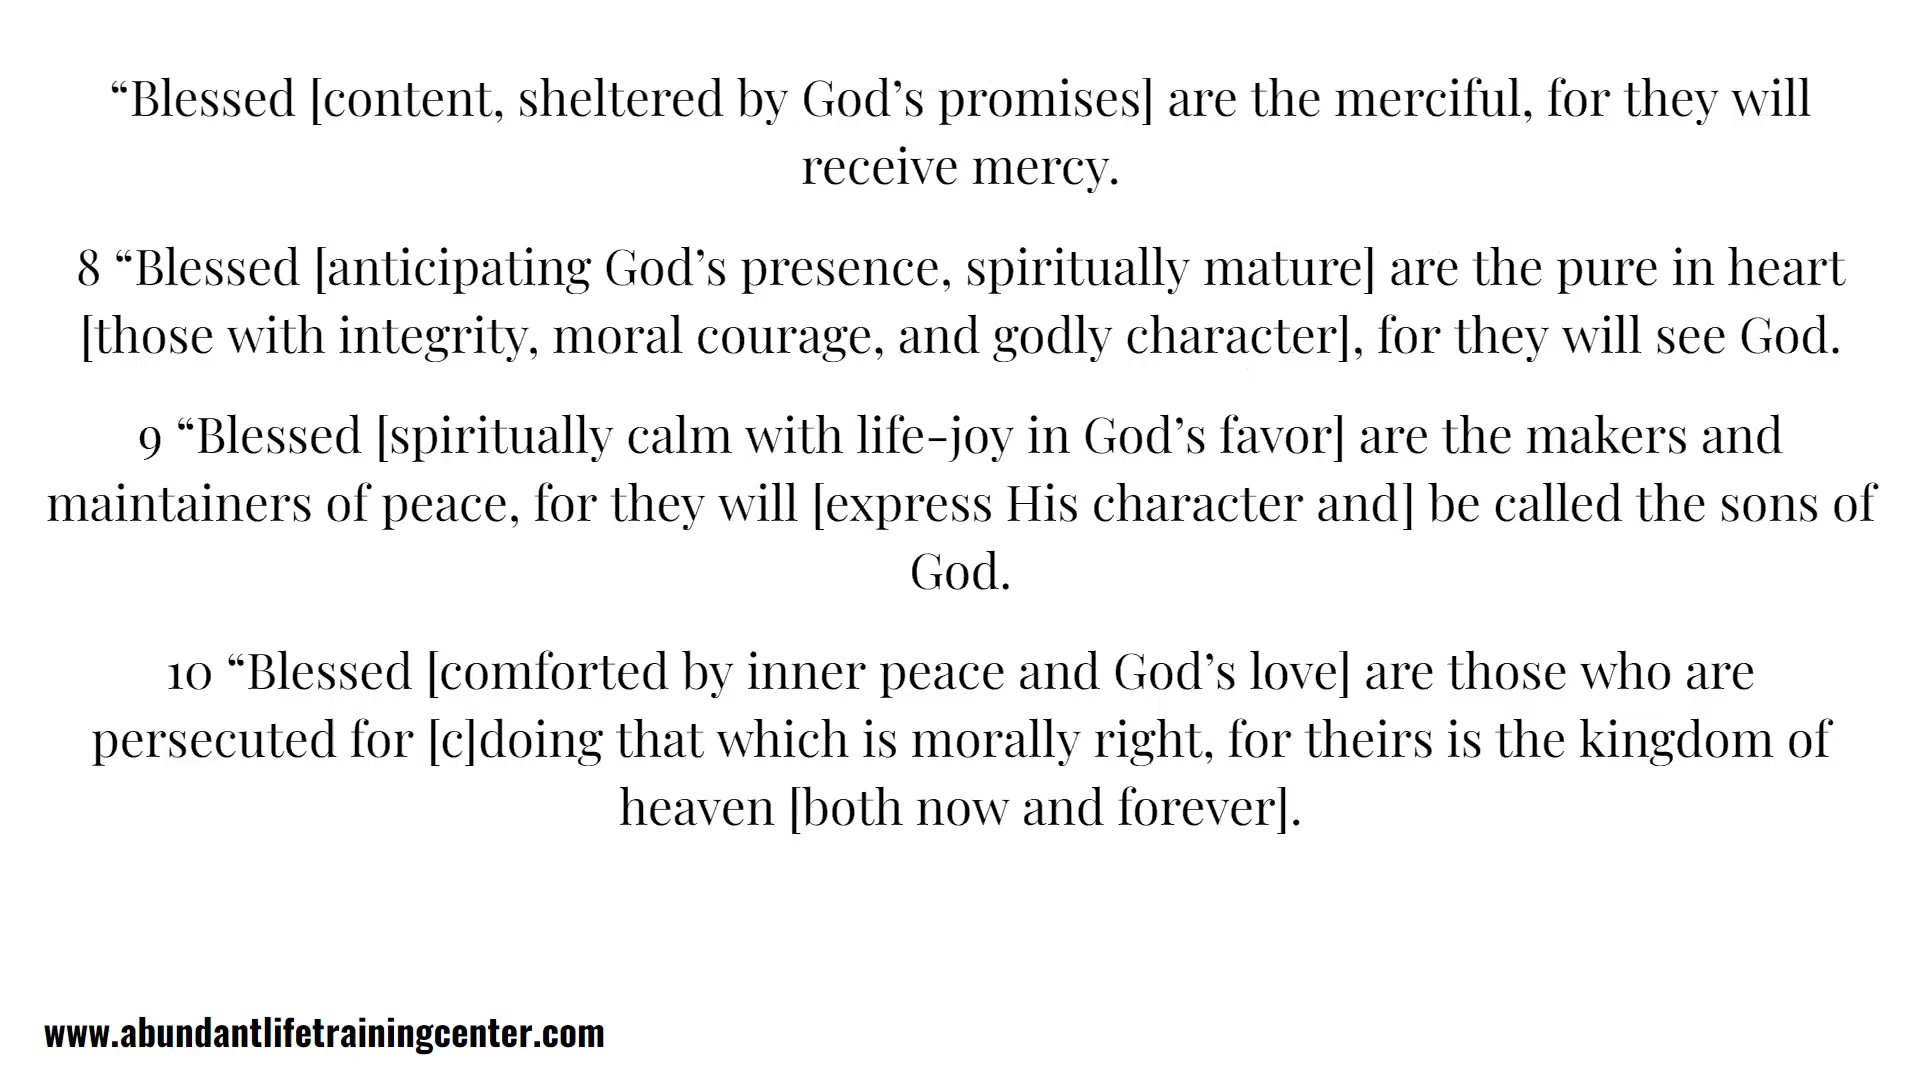 “Blessed [content, sheltered by God’s promises] are the merciful, for they will
receive mercy.
8 “Blessed [anticipating God’s presence, spiritually mature] are the pure in heart
[those with integrity, moral courage, and godly character], for they will see God.
9 “Blessed [spiritually calm with life-joy in God’s favor] are the makers and
maintainers of peace, for they will [express His character and] be called the sons of
God.
10 “Blessed [comforted by inner peace and God’s love] are those who are
persecuted for [c]doing that which is morally right, for theirs is the kingdom of
heaven [both now and forever].
www.abundantlifetrainingcenter.com